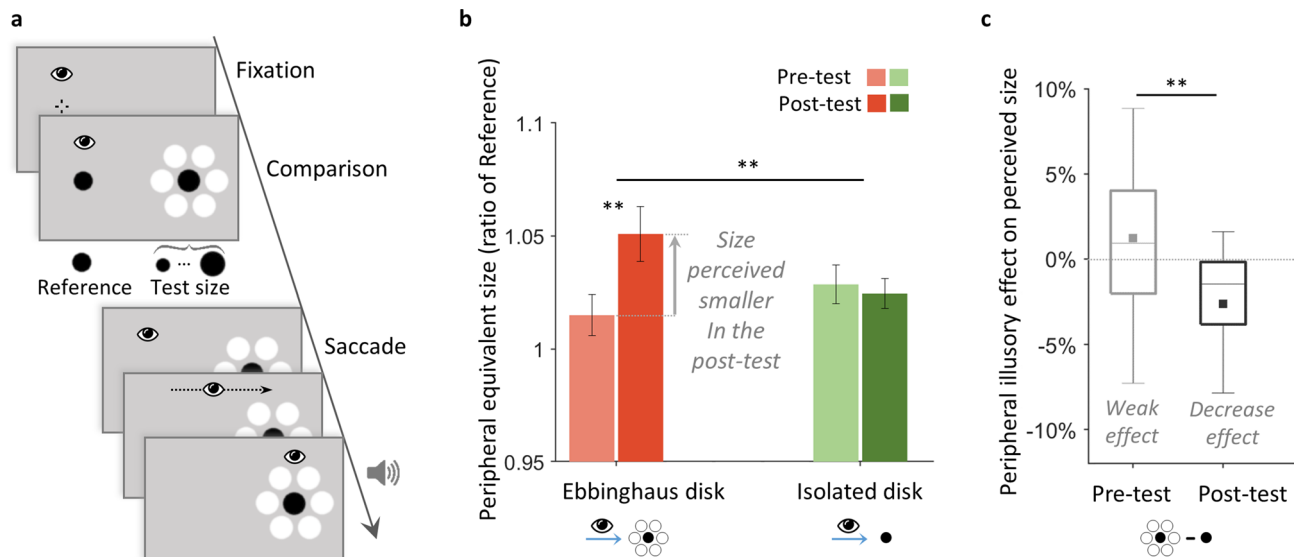 a
Fixation
Comparison
Reference
Test size
Saccade
b
Peripheral equivalent size (ratio of Reference)
Pre-test
Post-test
1.1
1.05
1
0.95
**
**
Size
perceived
smaller
In the
post-test
Ebbinghaus disk
Isolated disk
c
Peripheral illusory effect on perceived size
10%
5%
0%
-5%
-10%
**
Weak
effect
Decrease
effect
Pre-test
Post-test